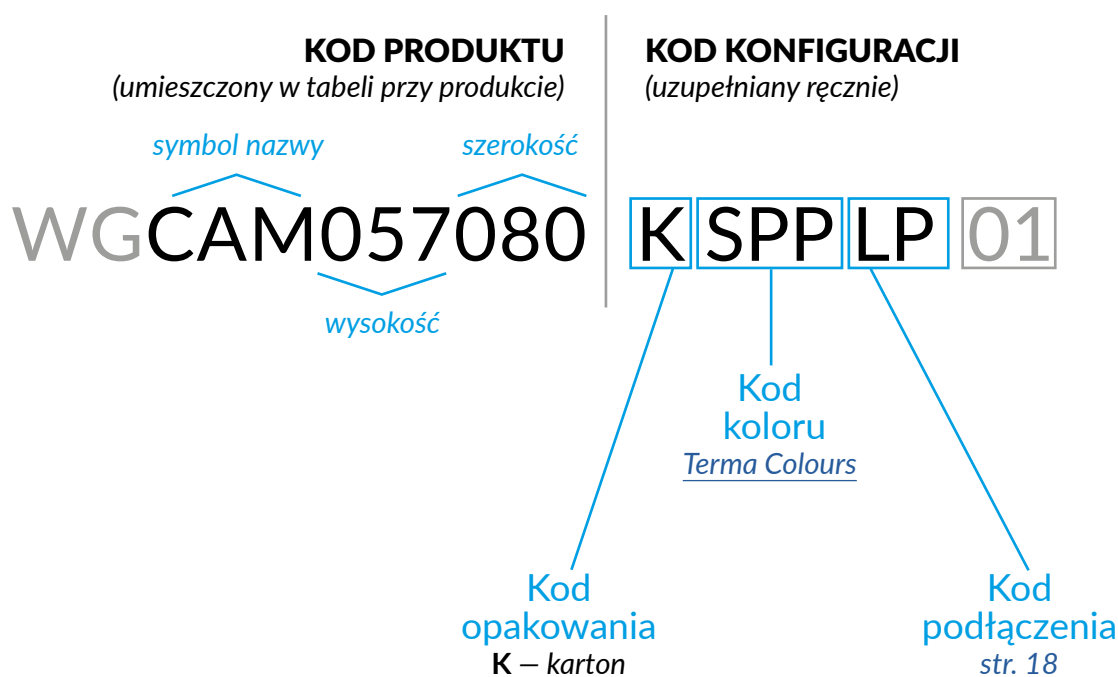 KOD PRODUKTU
(umieszczony w tabeli przy produkcie)
KOD KONFIGURACJI
(uzupełniany ręcznie)
symbol nazwy
szerokość
WGCAM057080 K SPP LP 01
wysokość
Kod
koloru
Terma Colours
Kod
opakowania
K – karton
Kod
podłączenia
str. 18